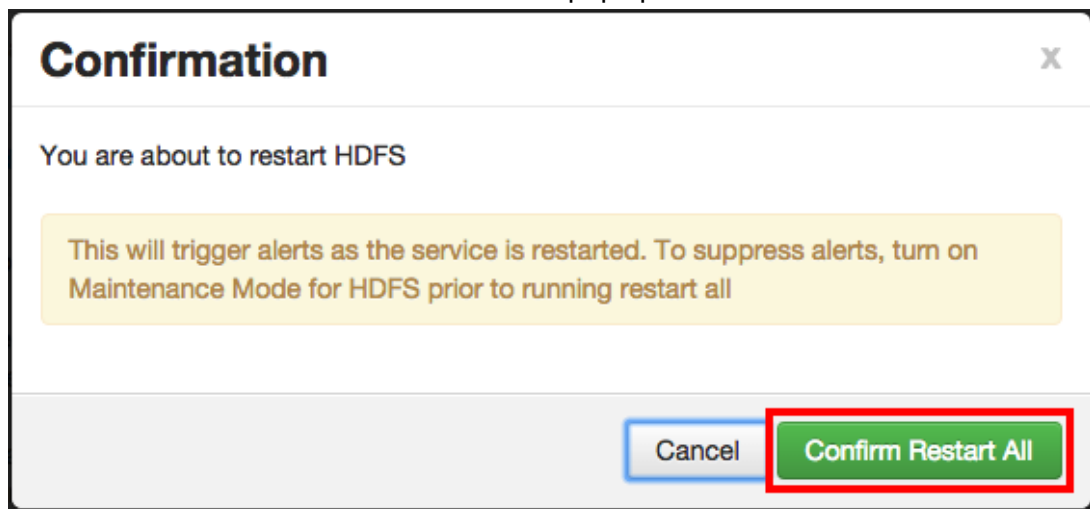 Confirmation
x
You are about to restart HDFS
This will trigger alerts as the service is restarted. To suppress alerts, turn on
Maintenance Mode for HDFS prior to running restart all
Cancel
Confirm Restart All